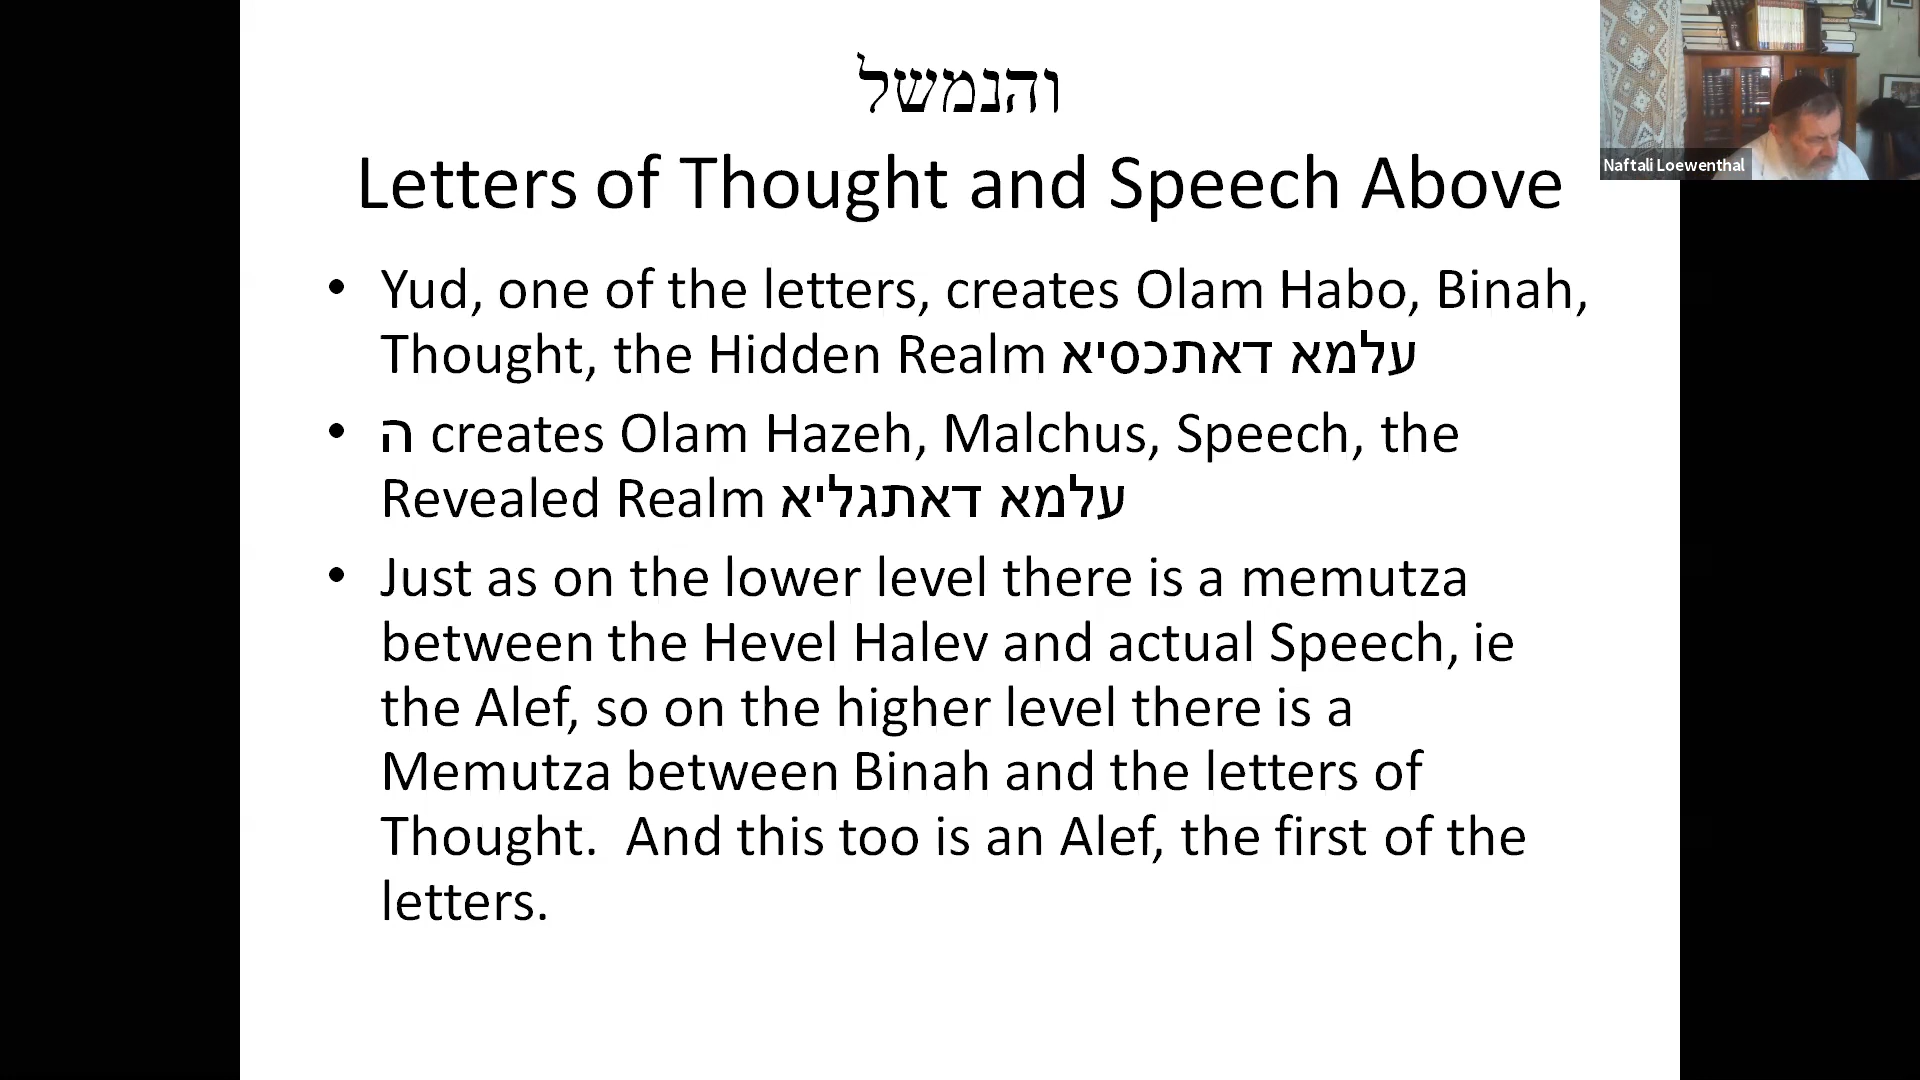 והנמשל
Letters of Thought and Speech Above
• Yud, one of the letters, creates Olam Habo, Binah,
Thought, the Hidden Realm עלמא דאתכסיא
• ה creates Olam Hazeh, Malchus, Speech, the
Revealed Realm עלמא דאתגליא
• Just as on the lower level there is a memutza
between the Hevel Halev and actual Speech, ie
the Alef, so on the higher level there is a
Memutza between Binah and the letters of
Thought.  And this too is an Alef, the first of the
letters.
Naftali Loewenthal